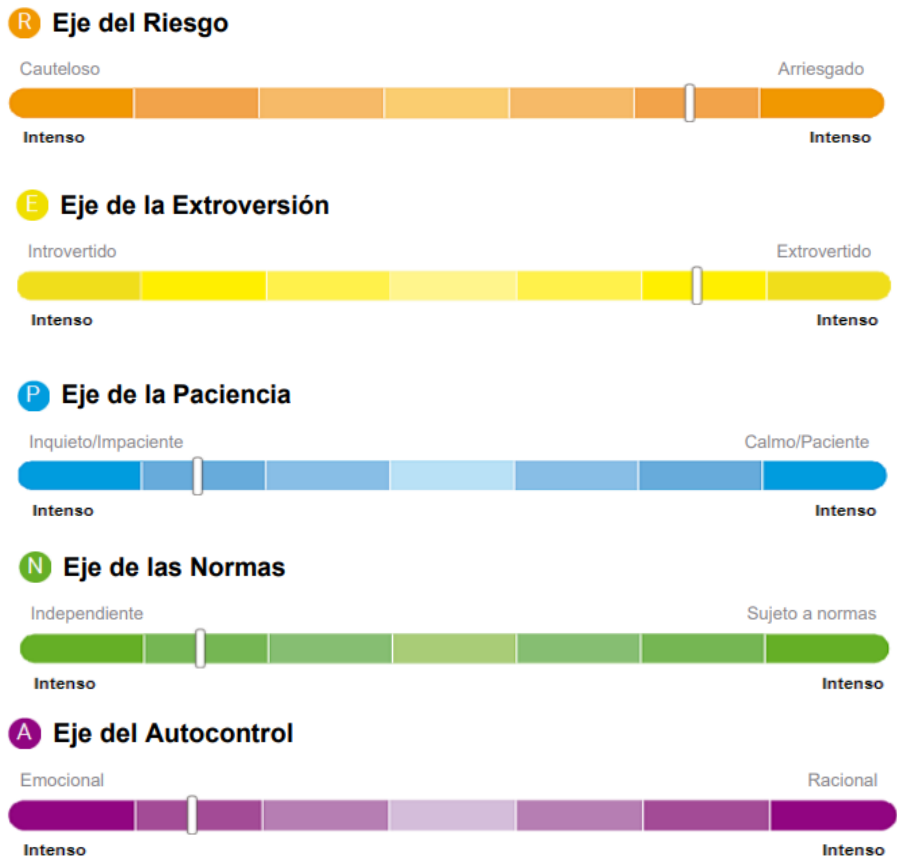 R Eje del Riesgo
Cauteloso Arriesgado
Intenso Intenso
E Eje de la Extroversión
Introvertido Extrovertido
Intenso Intenso
P Eje de la Paciencia
Inquieto/Impaciente Calmo/Paciente
Intenso Intenso
N Eje de las Normas
Independiente Sujeto a normas
Intenso Intenso
A Eje del Autocontrol
Emocional Racional
Intenso Intenso